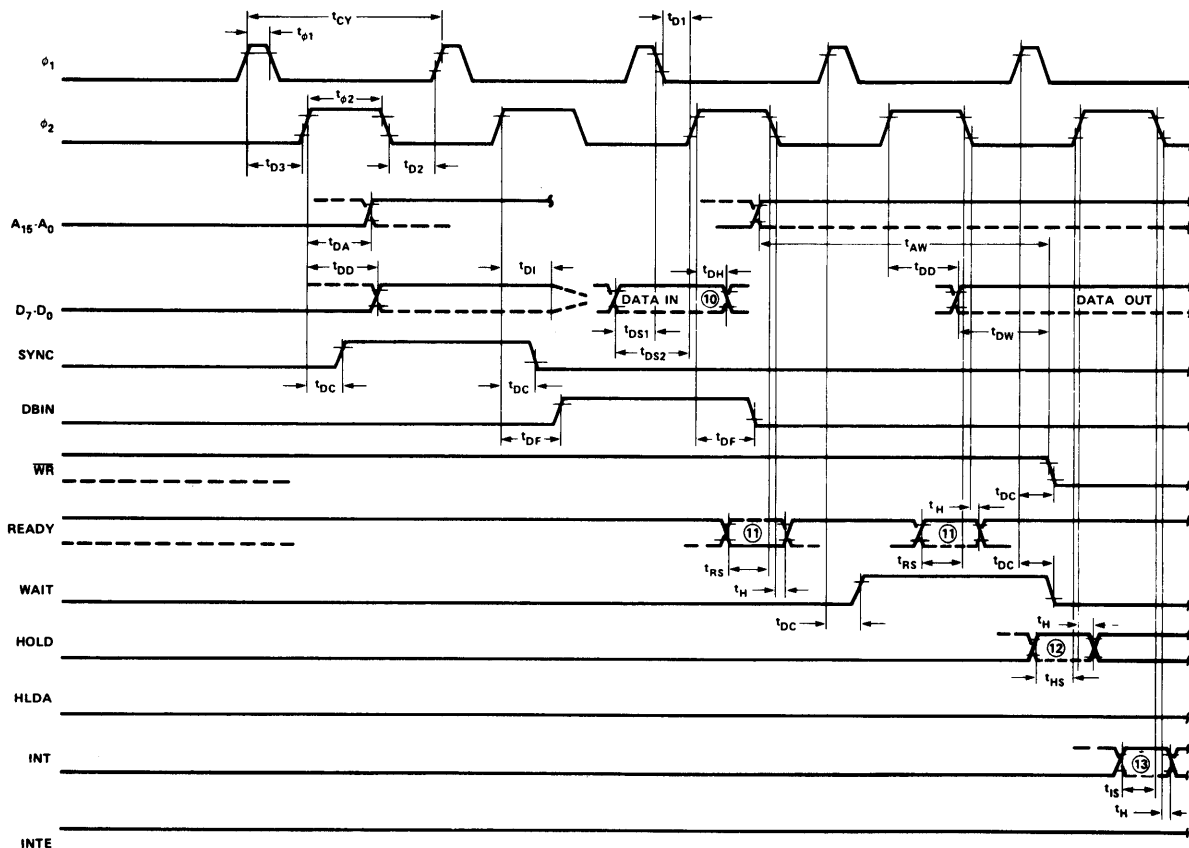 tCY tD1
tφ1
φ1
tφ2
φ2
tD3 tD2
A15-A0
tDA tAW
tDD tDI tDH tDD
D7-D0 DATA IN ⑩ DATA OUT
tDS1 tDW
tDS2
SYNC
tDC tDC
DBIN
tDF tDF
WR
tDC
tH
READY ⑪ ⑪
tRS tRS tDC
WAIT tH
tDC tH
HOLD ⑫
tHS
HLDA
INT ⑬
tIS
tH
INTE